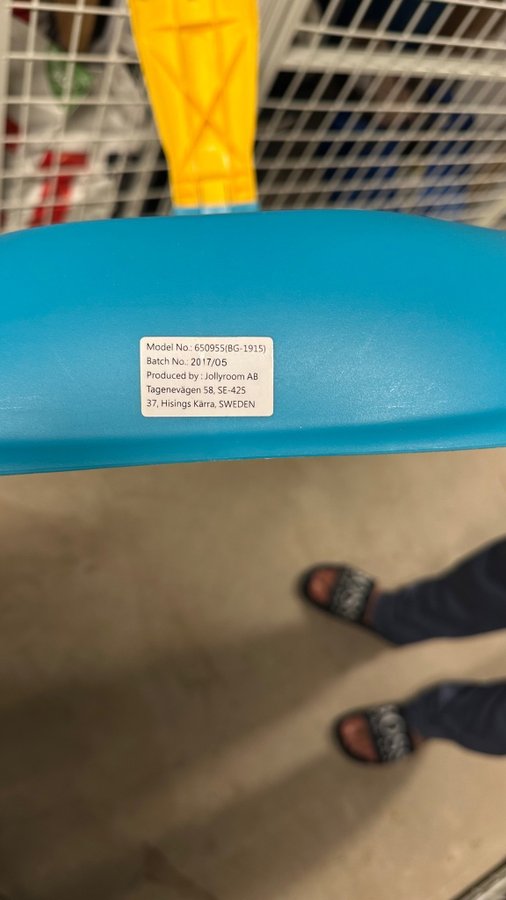 Model No.: 650955(BG-1915)
Batch No.: 2017/05
Produced by : Jollyroom AB
Tagenevägen 58, SE-425
37, Hisings Kärra, SWEDEN